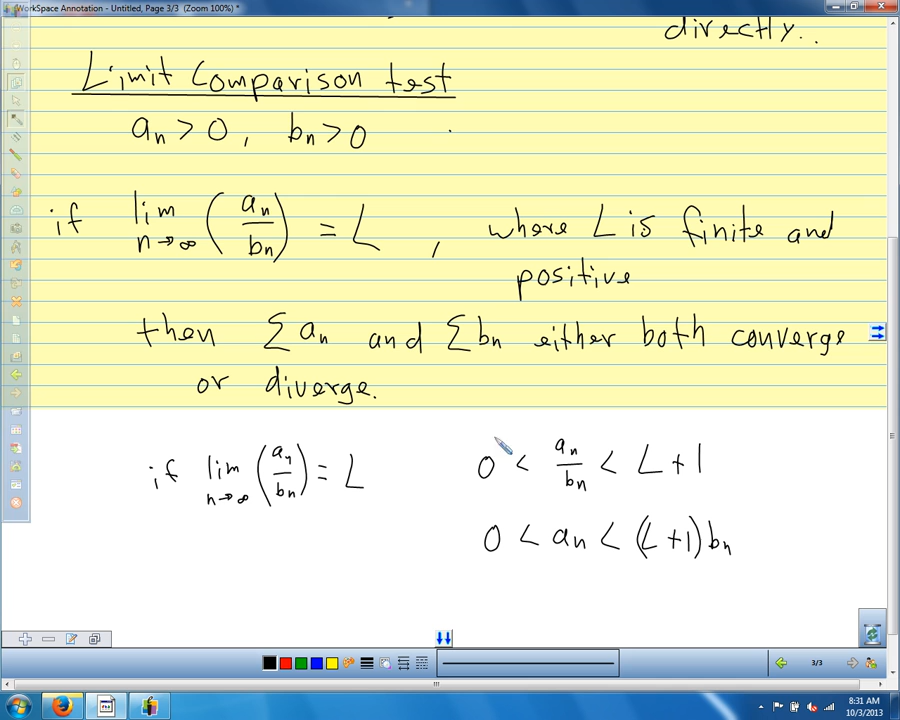 WorkSpace Annotation - Untitled, Page 3/3 (Zoom 100%) *
directly..
Limit Comparison test
an > 0, bn > 0
if lim n→∞ (an/bn) = L, where L is finite and
positive
then Σan and Σbn either both converge
or diverge.
if lim n→∞ (an/bn) = L 0 < an/bn < L+1
0 < an < (L+1)bn
3/3
8:31 AM
10/3/2013